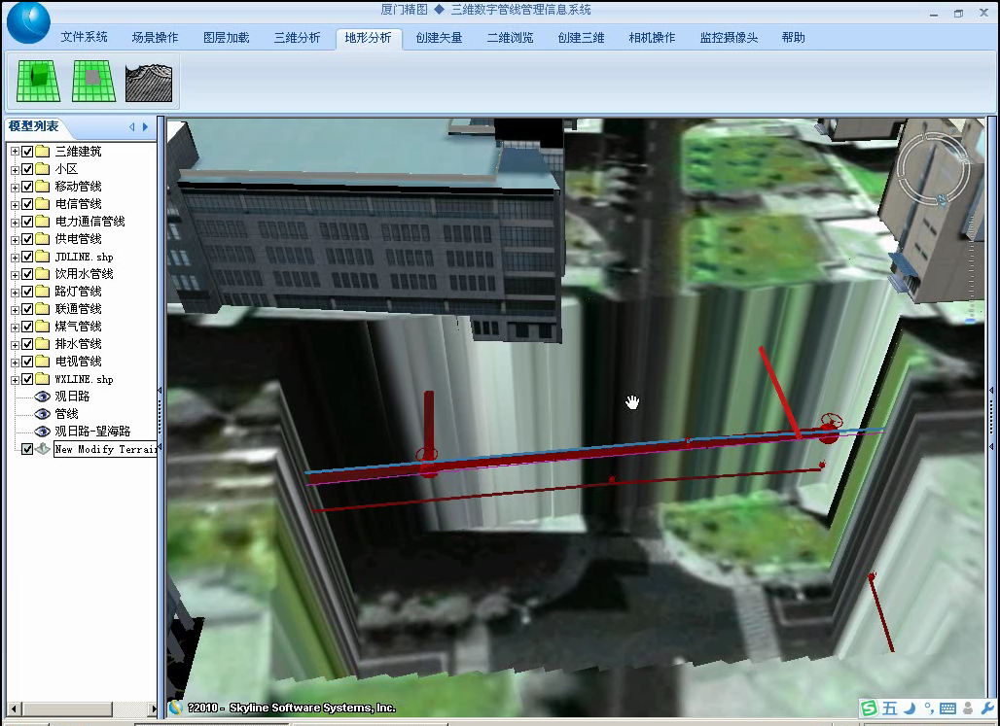 厦门精图 ◆ 三维数字管线管理信息系统
文件系统 场景操作 图层加载 三维分析 地形分析 创建矢量 二维浏览 创建三维 相机操作 监控摄像头 帮助
模型列表
三维建筑
小区
移动管线
电信管线
电力通信管线
供电管线
JDLINE.shp
饮用水管线
路灯管线
联通管线
煤气管线
排水管线
电视管线
WXLINE.shp
观日路
管线
观日路-望海路
New Modify Terrain
?2010 - Skyline Software Systems, Inc.
五